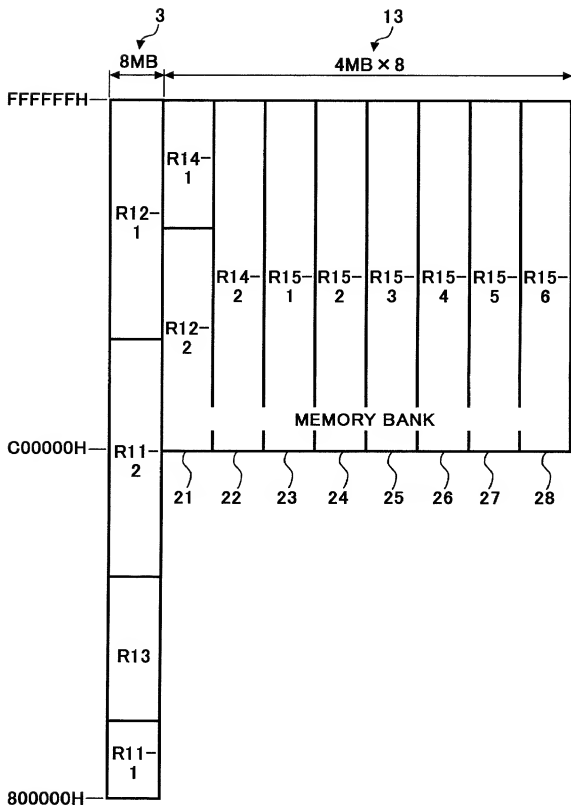 3
13
8MB
4MB × 8
FFFFFFH
R14-
1
R12-
1
R12-
2
R14-
2
R15-
1
R15-
2
R15-
3
R15-
4
R15-
5
R15-
6
MEMORY BANK
C00000H
R11-
2
21
22
23
24
25
26
27
28
R13
R11-
1
800000H